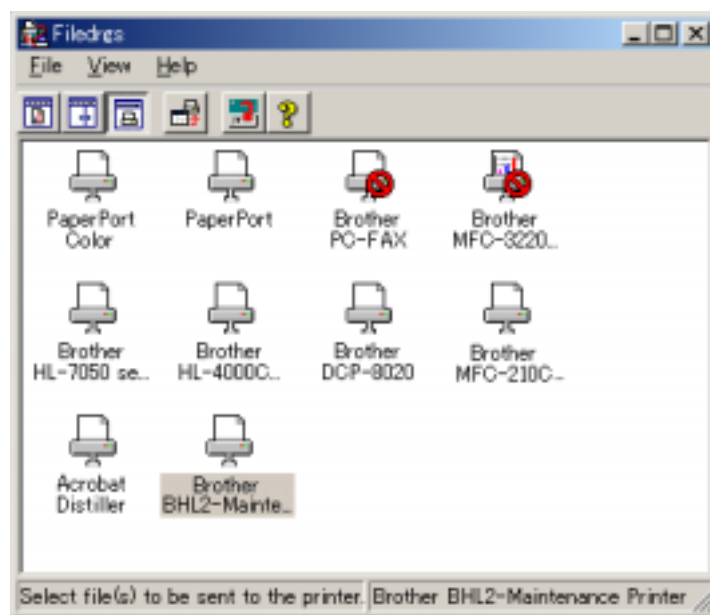 Filedrgs
File View Help
PaperPort
Color
PaperPort
Brother
PC-FAX
Brother
MFC-3220...
Brother
HL-7050 se...
Brother
HL-4000C...
Brother
DCP-8020
Brother
MFC-210C...
Acrobat
Distiller
Brother
BHL2-Mainte...
Select file(s) to be sent to the printer. Brother BHL2-Maintenance Printer